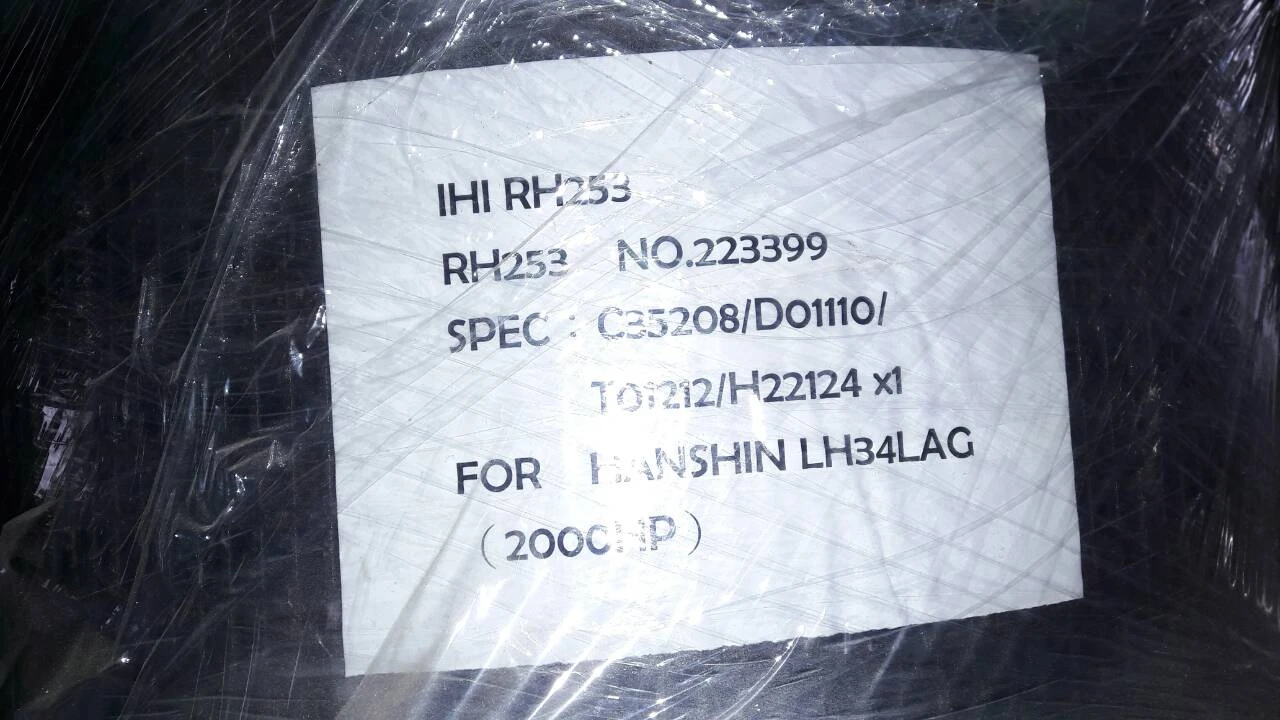 IHI RH253
RH253 NO.223399
SPEC : C35208/D01110/
T01212/H22124 x1
FOR HANSHIN LH34LAG
(2000HP)